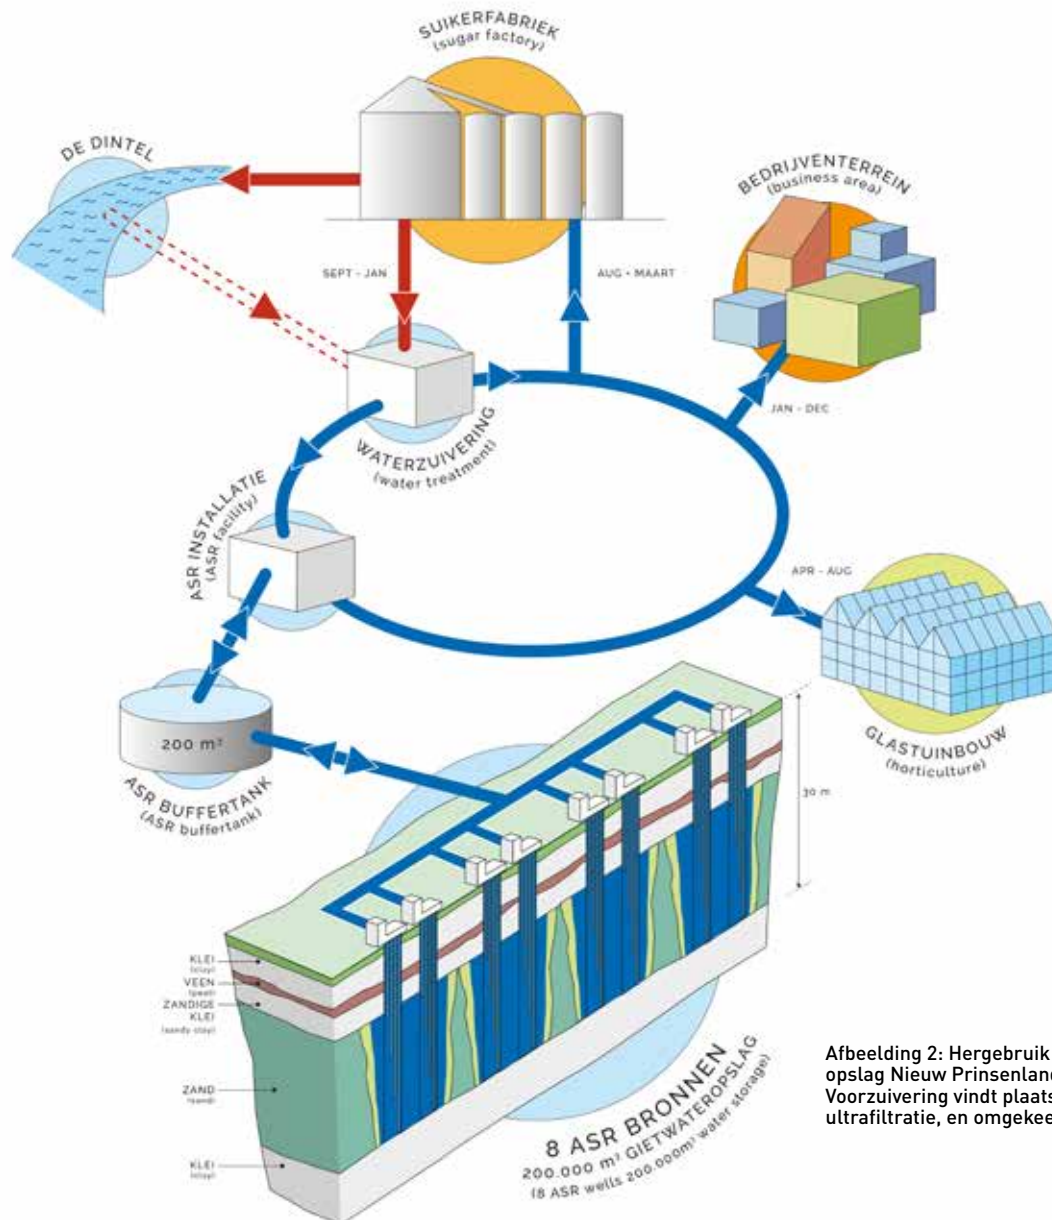 SUIKERFABRIEK
(sugar factory)
DE DINTEL
BEDRIJVENTERREIN
(business area)
SEPT - JAN
AUG - MAART
JAN - DEC
WATERZUIVERING
(water treatment)
ASR INSTALLATIE
(ASR facility)
APR - AUG
200 m³
ASR BUFFERTANK
(ASR buffertank)
GLASTUINBOUW
(horticulture)
30 m
KLEI
(clay)
VEEN
(peat)
ZANDIGE
KLEI
(sandy clay)
ZAND
(sand)
KLEI
(clay)
8 ASR BRONNEN
200.000 m³ GIETWATEROPSLAG
(8 ASR wells 200.000m³ water storage)
Afbeelding 2: Hergebruik
opslag Nieuw Prinsenland
Voorzuivering vindt plaats
ultrafiltratie, en omgekee